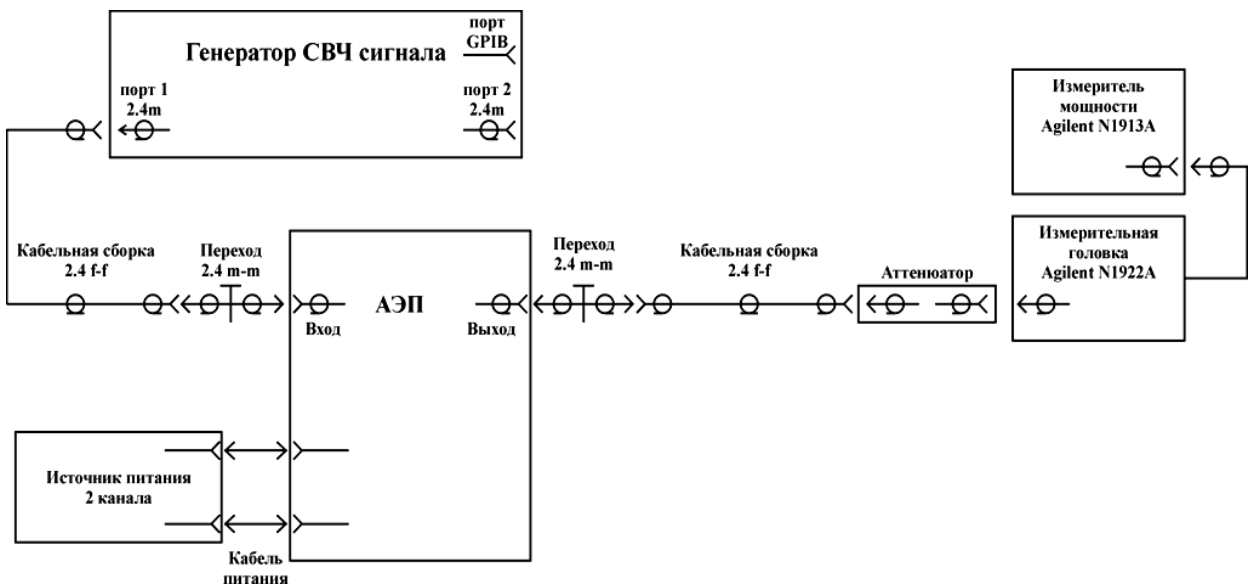 порт
GPIB
Генератор СВЧ сигнала
порт 1
2.4m
порт 2
2.4m
Измеритель
мощности
Agilent N1913A
Кабельная сборка
2.4 f-f
Переход
2.4 m-m
АЭП
Вход
Выход
Переход
2.4 m-m
Кабельная сборка
2.4 f-f
Аттенюатор
Измерительная
головка
Agilent N1922A
Источник питания
2 канала
Кабель
питания